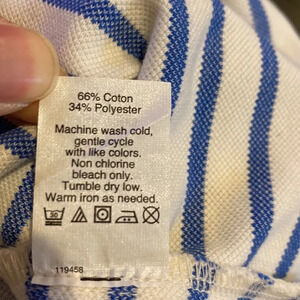 66% Coton
34% Polyester
Machine wash cold,
gentle cycle
with like colors.
Non chlorine
bleach only.
Tumble dry low.
Warm iron as needed.
30
119458